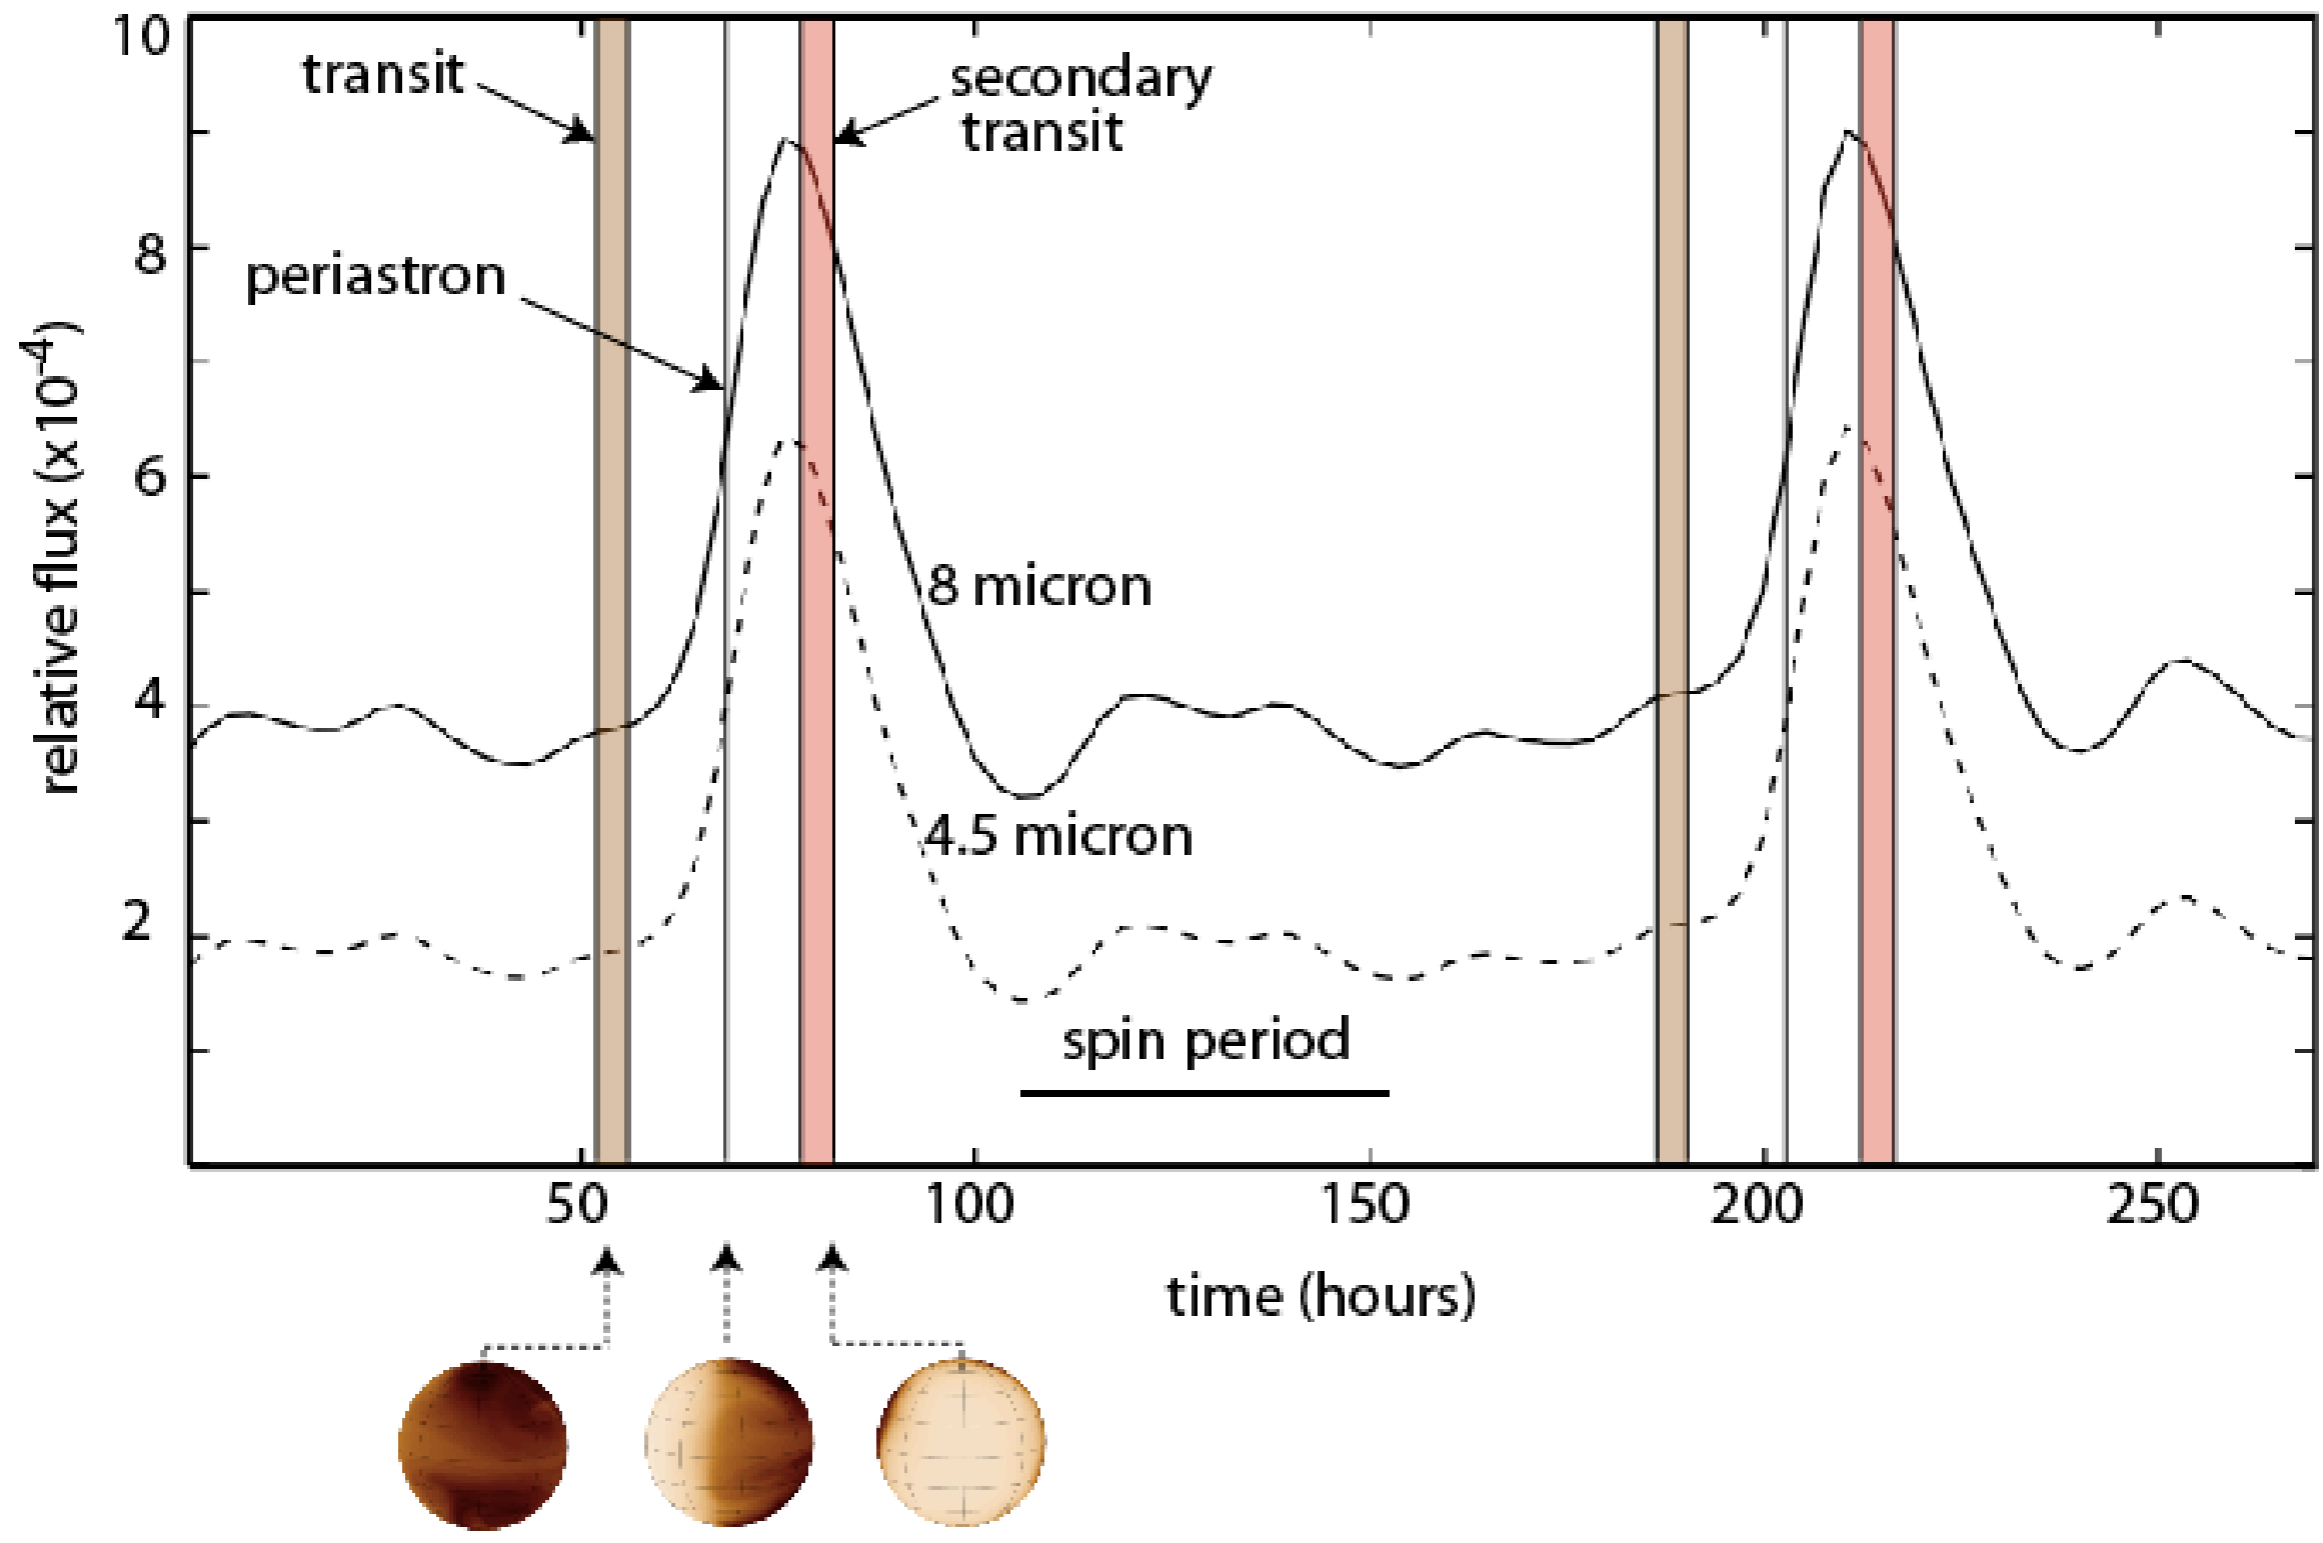 10
transit
secondary
transit
8
periastron
6
8 micron
4
4.5 micron
2
spin period
relative flux (x10-4)
50 100 150 200 250
time (hours)